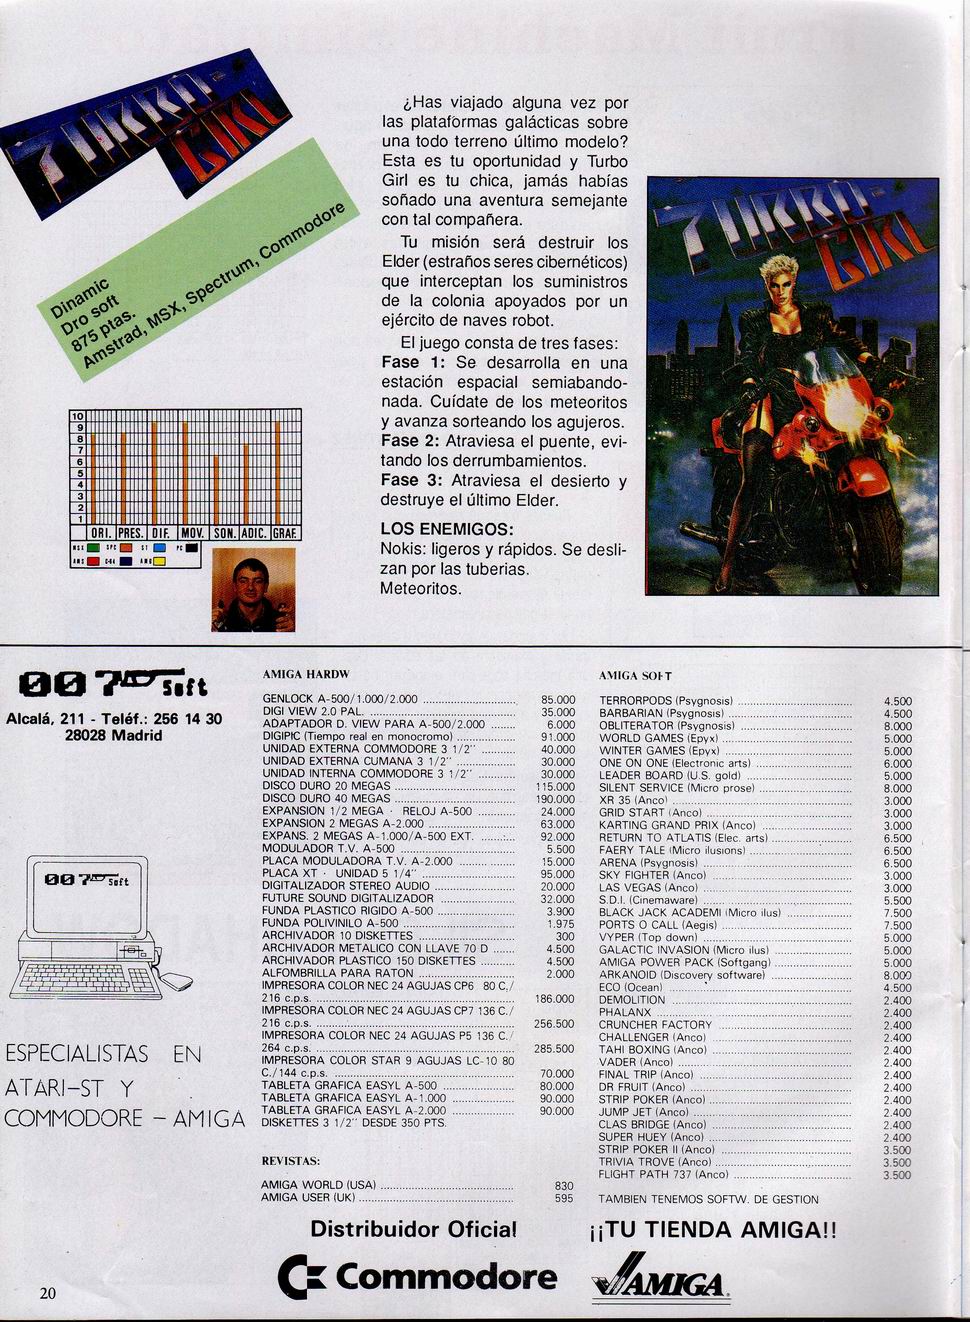 TURBO-
GIRL
Dinamic
Dro soft
875 ptas.
Amstrad, MSX, Spectrum, Commodore
10
9
8
7
6
5
4
3
2
1
ORI. PRES. DIF. MOV. SON. ADIC. GRAF.
MSX SPC ST PC
AMS C-64 AMG
¿Has viajado alguna vez por
las plataformas galácticas sobre
una todo terreno último modelo?
Esta es tu oportunidad y Turbo
Girl es tu chica, jamás habías
soñado una aventura semejante
con tal compañera.
Tu misión será destruir los
Elder (estraños seres cibernéticos)
que interceptan los suministros
de la colonia apoyados por un
ejército de naves robot.
El juego consta de tres fases:
Fase 1: Se desarrolla en una
estación espacial semiabando-
nada. Cuídate de los meteoritos
y avanza sorteando los agujeros.
Fase 2: Atraviesa el puente, evi-
tando los derrumbamientos.
Fase 3: Atraviesa el desierto y
destruye el último Elder.
LOS ENEMIGOS:
Nokis: ligeros y rápidos. Se desli-
zan por las tuberias.
Meteoritos.
TURBO-
GIRL
007 Soft
Alcalá, 211 - Teléf.: 256 14 30
28028 Madrid
007 Soft
ESPECIALISTAS EN
ATARI-ST Y
COMMODORE - AMIGA
AMIGA HARDW
GENLOCK A-500/1.000/2.000 85.000
DIGI VIEW 2.0 PAL. 35.000
ADAPTADOR D. VIEW PARA A-500/2.000 6.000
DIGIPIC (Tiempo real en monocromo) 91.000
UNIDAD EXTERNA COMMODORE 3 1/2'' 40.000
UNIDAD EXTERNA CUMANA 3 1/2'' 30.000
UNIDAD INTERNA COMMODORE 3 1/2'' 30.000
DISCO DURO 20 MEGAS 115.000
DISCO DURO 40 MEGAS 190.000
EXPANSION 1/2 MEGA · RELOJ A-500 24.000
EXPANSION 2 MEGAS A-2.000 63.000
EXPANS. 2 MEGAS A-1.000/A-500 EXT. 92.000
MODULADOR T.V. A-500 5.500
PLACA MODULADORA T.V. A-2.000 15.000
PLACA XT · UNIDAD 5 1/4'' 95.000
DIGITALIZADOR STEREO AUDIO 20.000
FUTURE SOUND DIGITALIZADOR 32.000
FUNDA PLASTICO RIGIDO A-500 3.900
FUNDA POLIVINILO A-500 1.975
ARCHIVADOR 10 DISKETTES 300
ARCHIVADOR METALICO CON LLAVE 70 D 4.500
ARCHIVADOR PLASTICO 150 DISKETTES 4.500
ALFOMBRILLA PARA RATON 2.000
IMPRESORA COLOR NEC 24 AGUJAS CP6 80 C./
216 c.p.s. 186.000
IMPRESORA COLOR NEC 24 AGUJAS CP7 136 C./
216 c.p.s. 256.500
IMPRESORA COLOR NEC 24 AGUJAS P5 136 C./
264 c.p.s. 285.500
IMPRESORA COLOR STAR 9 AGUJAS LC-10 80
C./144 c.p.s. 70.000
TABLETA GRAFICA EASYL A-500 80.000
TABLETA GRAFICA EASYL A-1.000 90.000
TABLETA GRAFICA EASYL A-2.000 90.000
DISKETTES 3 1/2'' DESDE 350 PTS.
REVISTAS:
AMIGA WORLD (USA) 830
AMIGA USER (UK) 595
AMIGA SOFT
TERRORPODS (Psygnosis) 4.500
BARBARIAN (Psygnosis) 4.500
OBLITERATOR (Psygnosis) 8.000
WORLD GAMES (Epyx) 5.000
WINTER GAMES (Epyx) 5.000
ONE ON ONE (Electronic arts) 6.000
LEADER BOARD (U.S. gold) 5.000
SILENT SERVICE (Micro prose) 8.000
XR 35 (Anco) 3.000
GRID START (Anco) 3.000
KARTING GRAND PRIX (Anco) 3.000
RETURN TO ATLATIS (Elec. arts) 6.500
FAERY TALE (Micro ilusions) 6.500
ARENA (Psygnosis) 6.500
SKY FIGHTER (Anco) 3.000
LAS VEGAS (Anco) 3.000
S.D.I. (Cinemaware) 5.500
BLACK JACK ACADEMI (Micro ilus) 7.500
PORTS O CALL (Aegis) 7.500
VYPER (Top down) 5.000
GALACTIC INVASION (Micro ilus) 5.000
AMIGA POWER PACK (Softgang) 5.000
ARKANOID (Discovery software) 8.000
ECO (Ocean) 4.500
DEMOLITION 2.400
PHALANX 2.400
CRUNCHER FACTORY 2.400
CHALLENGER (Anco) 2.400
TAHI BOXING (Anco) 2.400
VADER (Anco) 2.400
FINAL TRIP (Anco) 2.400
DR FRUIT (Anco) 2.400
STRIP POKER (Anco) 2.400
JUMP JET (Anco) 2.400
CLAS BRIDGE (Anco) 2.400
SUPER HUEY (Anco) 2.400
STRIP POKER II (Anco) 3.500
TRIVIA TROVE (Anco) 3.500
FLIGHT PATH 737 (Anco) 3.500
TAMBIEN TENEMOS SOFTW. DE GESTION
Distribuidor Oficial
Commodore
¡¡TU TIENDA AMIGA!!
AMIGA
20